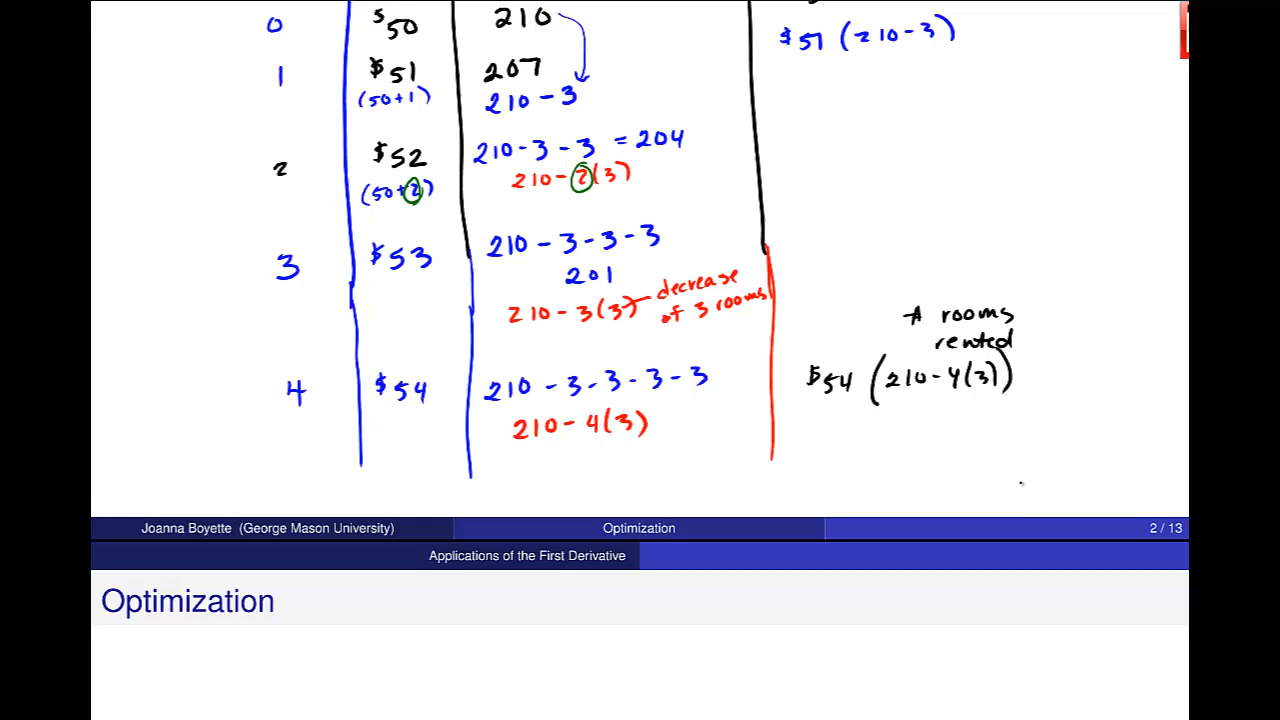 0 $50 210 $51 (210-3)
1 $51 207
(50+1) 210 - 3
2 $52 210-3-3 = 204
(50+2) 210-2(3)
3 $53 210 - 3 - 3 - 3
201
210 - 3(3) decrease of 3 rooms
# rooms rented
4 $54 210 - 3 - 3 - 3 - 3 $54 (210-4(3))
210 - 4(3)
Joanna Boyette (George Mason University) Optimization 2 / 13
Applications of the First Derivative
Optimization